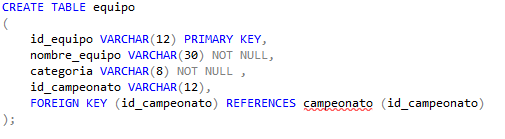 CREATE TABLE equipo
(
id_equipo VARCHAR(12) PRIMARY KEY,
nombre_equipo VARCHAR(30) NOT NULL,
categoria VARCHAR(8) NOT NULL ,
id_campeonato VARCHAR(12),
FOREIGN KEY (id_campeonato) REFERENCES campeonato (id_campeonato)
);